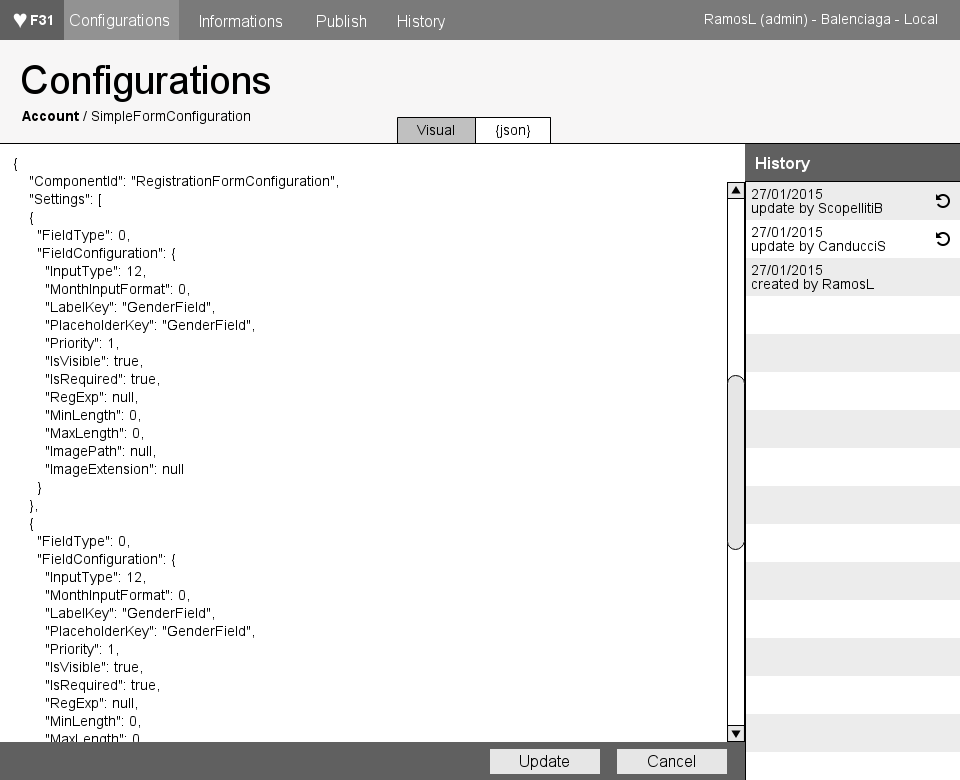 F31 Configurations Informations Publish History RamosL (admin) - Balenciaga - Local
Configurations
Account / SimpleFormConfiguration
Visual {json}
{
"ComponentId": "RegistrationFormConfiguration",
"Settings": [
{
"FieldType": 0,
"FieldConfiguration": {
"InputType": 12,
"MonthInputFormat": 0,
"LabelKey": "GenderField",
"PlaceholderKey": "GenderField",
"Priority": 1,
"IsVisible": true,
"IsRequired": true,
"RegExp": null,
"MinLength": 0,
"MaxLength": 0,
"ImagePath": null,
"ImageExtension": null
}
},
{
"FieldType": 0,
"FieldConfiguration": {
"InputType": 12,
"MonthInputFormat": 0,
"LabelKey": "GenderField",
"PlaceholderKey": "GenderField",
"Priority": 1,
"IsVisible": true,
"IsRequired": true,
"RegExp": null,
"MinLength": 0,
"MaxLength": 0
History
27/01/2015
update by ScopellitiB
27/01/2015
update by CanducciS
27/01/2015
created by RamosL
Update Cancel